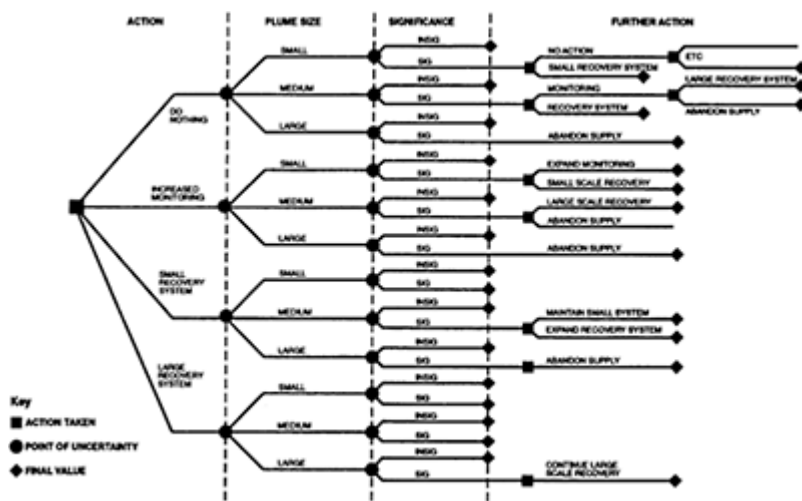 ACTION PLUME SIZE SIGNIFICANCE FURTHER ACTION
SMALL
INSIG
SIG
NO ACTION
ETC
SMALL RECOVERY SYSTEM
MEDIUM
INSIG
SIG
MONITORING
LARGE RECOVERY SYSTEM
RECOVERY SYSTEM
ABANDON SUPPLY
DO
NOTHING
LARGE
INSIG
SIG
ABANDON SUPPLY
SMALL
INSIG
SIG
EXPAND MONITORING
SMALL SCALE RECOVERY
INCREASED
MONITORING
MEDIUM
INSIG
SIG
LARGE SCALE RECOVERY
ABANDON SUPPLY
LARGE
INSIG
SIG
ABANDON SUPPLY
SMALL
RECOVERY
SYSTEM
SMALL
INSIG
SIG
MEDIUM
INSIG
SIG
MAINTAIN SMALL SYSTEM
EXPAND RECOVERY SYSTEM
LARGE
INSIG
SIG
ABANDON SUPPLY
LARGE
RECOVERY
SYSTEM
SMALL
INSIG
SIG
MEDIUM
INSIG
SIG
LARGE
INSIG
SIG
CONTINUE LARGE
SCALE RECOVERY
Key
ACTION TAKEN
POINT OF UNCERTAINTY
FINAL VALUE